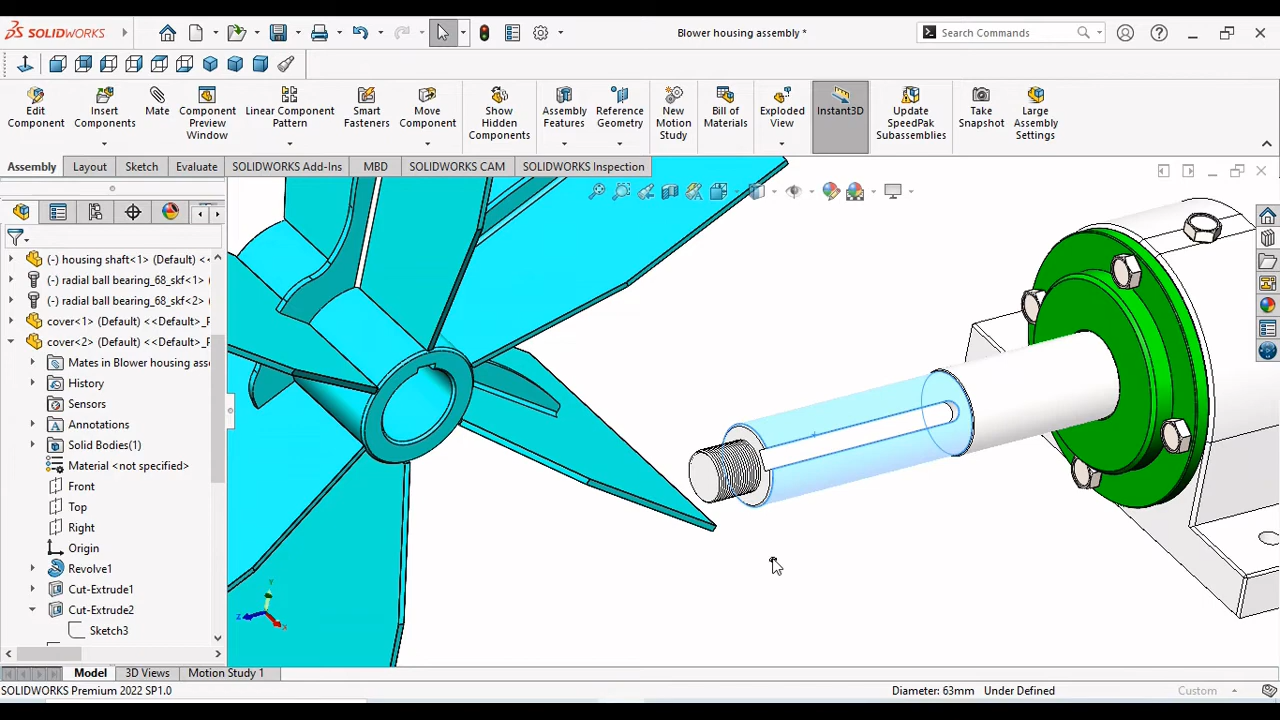 SOLIDWORKS
Blower housing assembly *
Search Commands
Edit Component
Insert Components
Mate
Component Preview Window
Linear Component Pattern
Smart Fasteners
Move Component
Show Hidden Components
Assembly Features
Reference Geometry
New Motion Study
Bill of Materials
Exploded View
Instant3D
Update SpeedPak Subassemblies
Take Snapshot
Large Assembly Settings
Assembly
Layout
Sketch
Evaluate
SOLIDWORKS Add-Ins
MBD
SOLIDWORKS CAM
SOLIDWORKS Inspection
(-) housing shaft<1> (Default) <<
(-) radial ball bearing_68_skf<1>
(-) radial ball bearing_68_skf<2>
cover<1> (Default) <<Default>_
cover<2> (Default) <<Default>_
Mates in Blower housing ass
History
Sensors
Annotations
Solid Bodies(1)
Material <not specified>
Front
Top
Right
Origin
Revolve1
Cut-Extrude1
Cut-Extrude2
Sketch3
Y
Z
X
Model
3D Views
Motion Study 1
SOLIDWORKS Premium 2022 SP1.0
Diameter: 63mm
Under Defined
Custom